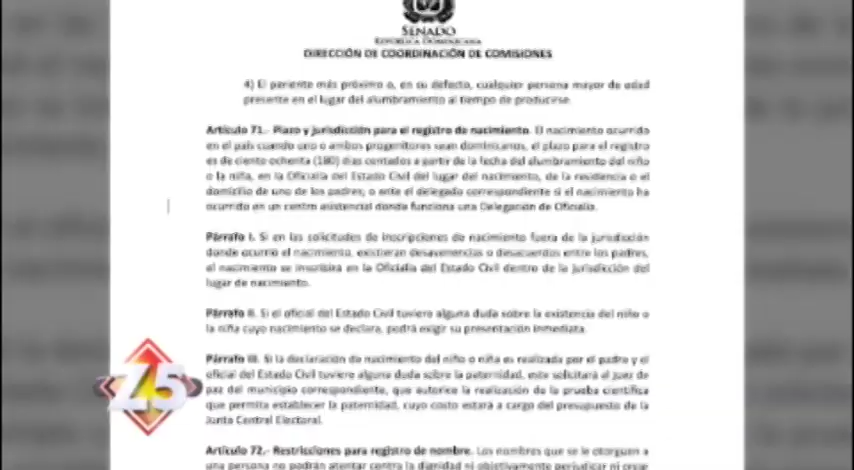 SENADO
REPÚBLICA DOMINICANA
DIRECCIÓN DE COORDINACIÓN DE COMISIONES
4) El pariente más próximo o, en su defecto, cualquier persona mayor de edad
presente en el lugar del alumbramiento al tiempo de producirse.
Artículo 71.- Plazo y jurisdicción para el registro de nacimiento. El nacimiento ocurrido
en el país cuando uno o ambos progenitores sean dominicanos, el plazo para el registro
es de ciento ochenta (180) días contados a partir de la fecha del alumbramiento del niño
o la niña, en la Oficialía del Estado Civil del lugar del nacimiento, de la residencia o el
domicilio de uno de los padres; o ante el delegado correspondiente si el nacimiento ha
ocurrido en un centro asistencial donde funciona una Delegación de Oficialía.
Párrafo I. Si en las solicitudes de inscripciones de nacimiento fuera de la jurisdicción
donde ocurrió el nacimiento, existieran desavenencias o desacuerdos entre los padres,
el nacimiento se inscribirá en la Oficialía del Estado Civil dentro de la jurisdicción del
lugar de nacimiento.
Párrafo II. Si el oficial del Estado Civil tuviere alguna duda sobre la existencia del niño o
la niña cuyo nacimiento se declara, podrá exigir su presentación inmediata.
Párrafo III. Si la declaración de nacimiento del niño o niña es realizada por el padre y el
oficial del Estado Civil tuviere alguna duda sobre la paternidad, este solicitará al juez de
paz del municipio correspondiente, que autorice la realización de la prueba científica
que permita establecer la paternidad, cuyo costo estará a cargo del presupuesto de la
Junta Central Electoral.
Artículo 72.- Restricciones para registro de nombre. Los nombres que se le otorguen a
una persona no podrán atentar contra la dignidad ni objetivamente perjudicar ni crear
Z5